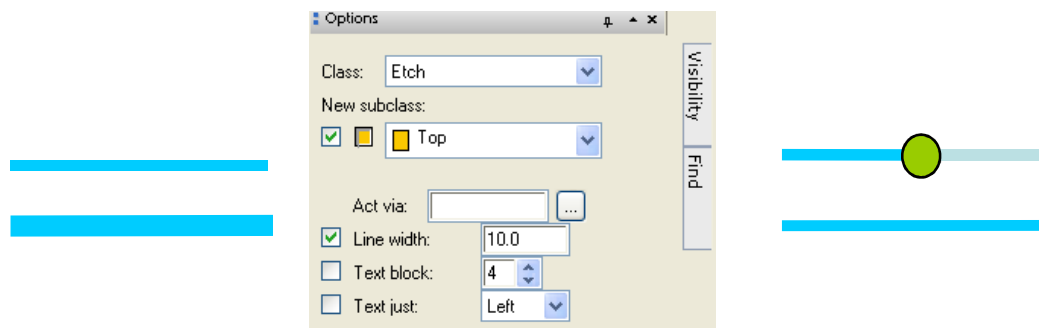 Options
Class: Etch
New subclass:
Top
Act via: ...
Line width: 10.0
Text block: 4
Text just: Left
Visibility
Find